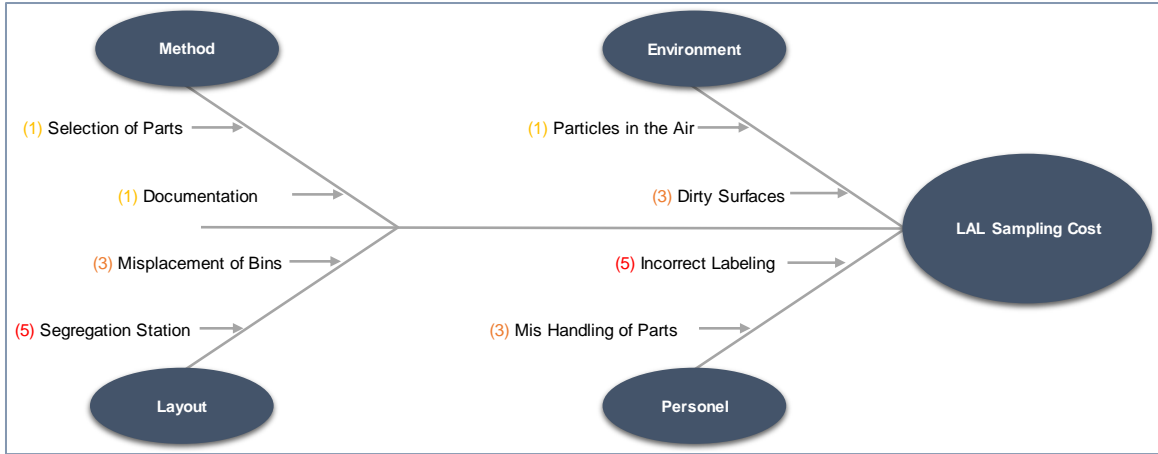 Method
Environment
(1) Selection of Parts
(1) Particles in the Air
(1) Documentation
(3) Dirty Surfaces
LAL Sampling Cost
(3) Misplacement of Bins
(5) Incorrect Labeling
(5) Segregation Station
(3) Mis Handling of Parts
Layout
Personel